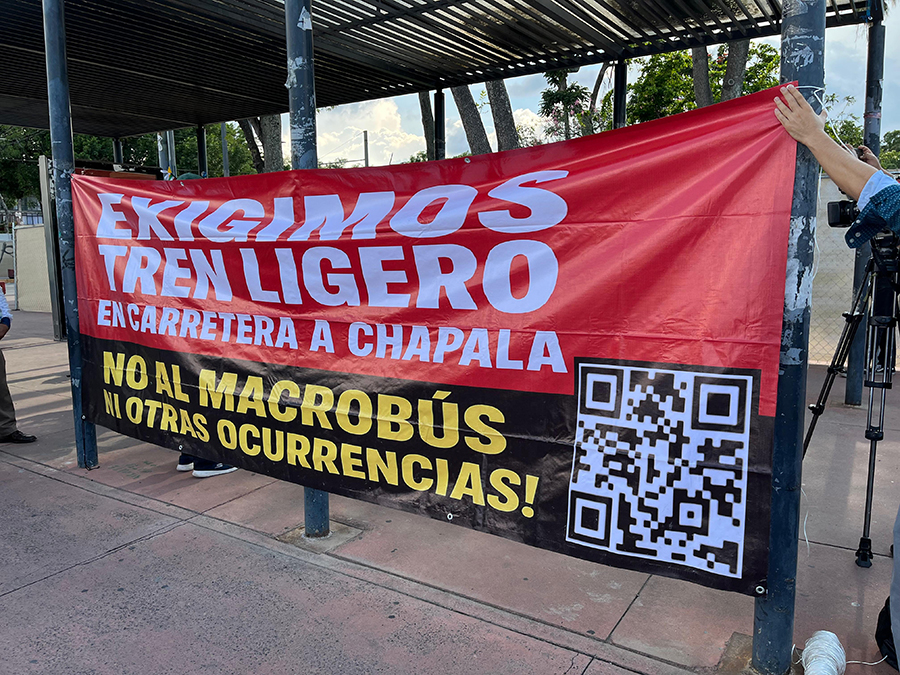 EXIGIMOS
TREN LIGERO
EN CARRETERA A CHAPALA
NO AL MACROBÚS
NI OTRAS OCURRENCIAS!